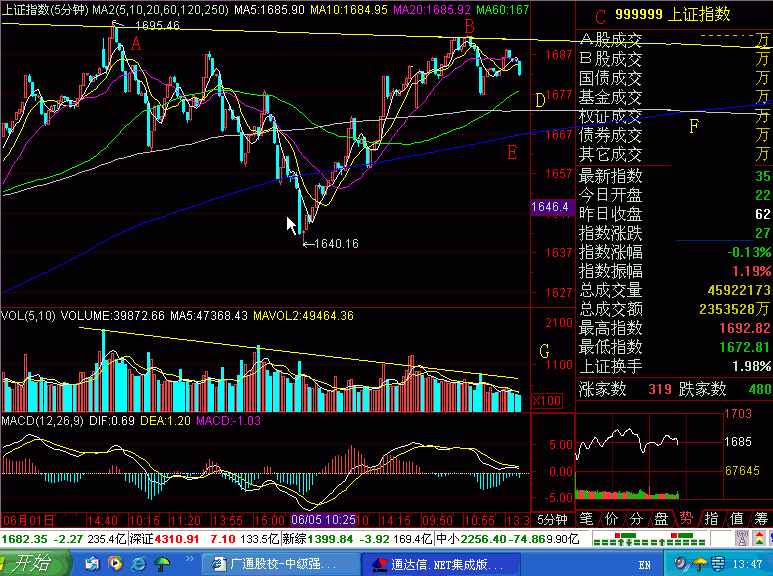 上证指数(5分钟) MA2(5,10,20,60,120,250) MA5:1685.90 MA10:1684.95 MA20:1685.92 MA60:167
C 999999 上证指数
1695.46
A
B
D
E
F
1687
1677
1667
1657
1646.4
1637
1627
1640.16
A股成交 万
B股成交 万
国债成交 万
基金成交 万
权证成交 万
债券成交 万
其它成交 万
最新指数 35
今日开盘 22
昨日收盘 62
指数涨跌 27
指数涨幅 -0.13%
指数振幅 1.19%
总成交量 45922173
总成交额 2353528万
最高指数 1692.82
最低指数 1672.81
上证换手 1.98%
涨家数 319 跌家数 480
VOL(5,10) VOLUME:39872.66 MA5:47368.43 MAVOL2:49464.36
2100
G
1100
X100
MACD(12,26,9) DIF:0.69 DEA:1.20 MACD:-1.03
5.00
0.00
-5.00
1703
1685
67645
06月01日 14:40 10:15 11:20 13:55 15:00 06/05 10:25 14:15 09:50 10:55 13:3 5分钟
笔 价 分 盘 势 指 值 筹
1682.35 -2.27 235.4亿 深证 4310.91 7.10 133.5亿 新综 1399.84 -3.92 169.4亿 中小 2256.40 -74.86 9.90亿
开始 广通股校-中级强... 通达信.NET集成版... EN 13:47